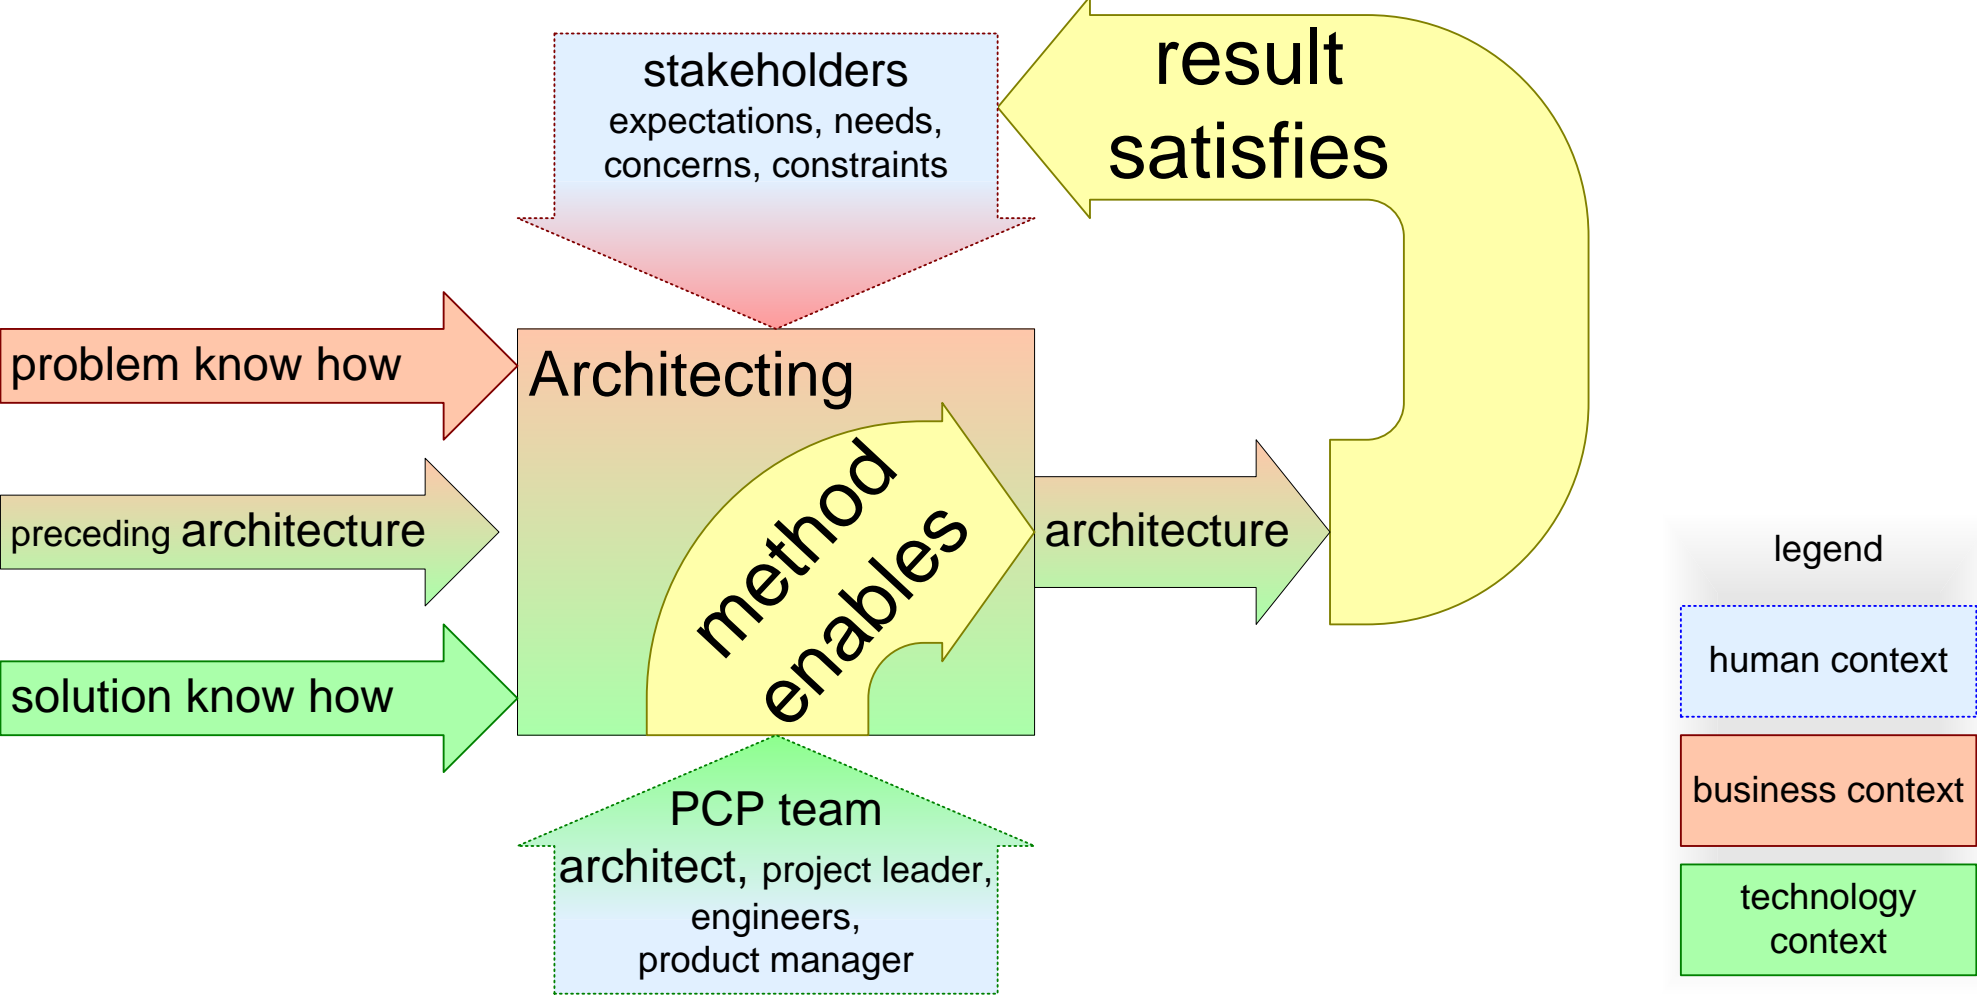 stakeholders
expectations, needs,
concerns, constraints
result
satisfies
problem know how
Architecting
preceding architecture
method
enables
architecture
solution know how
PCP team
architect, project leader,
engineers,
product manager
legend
human context
business context
technology
context